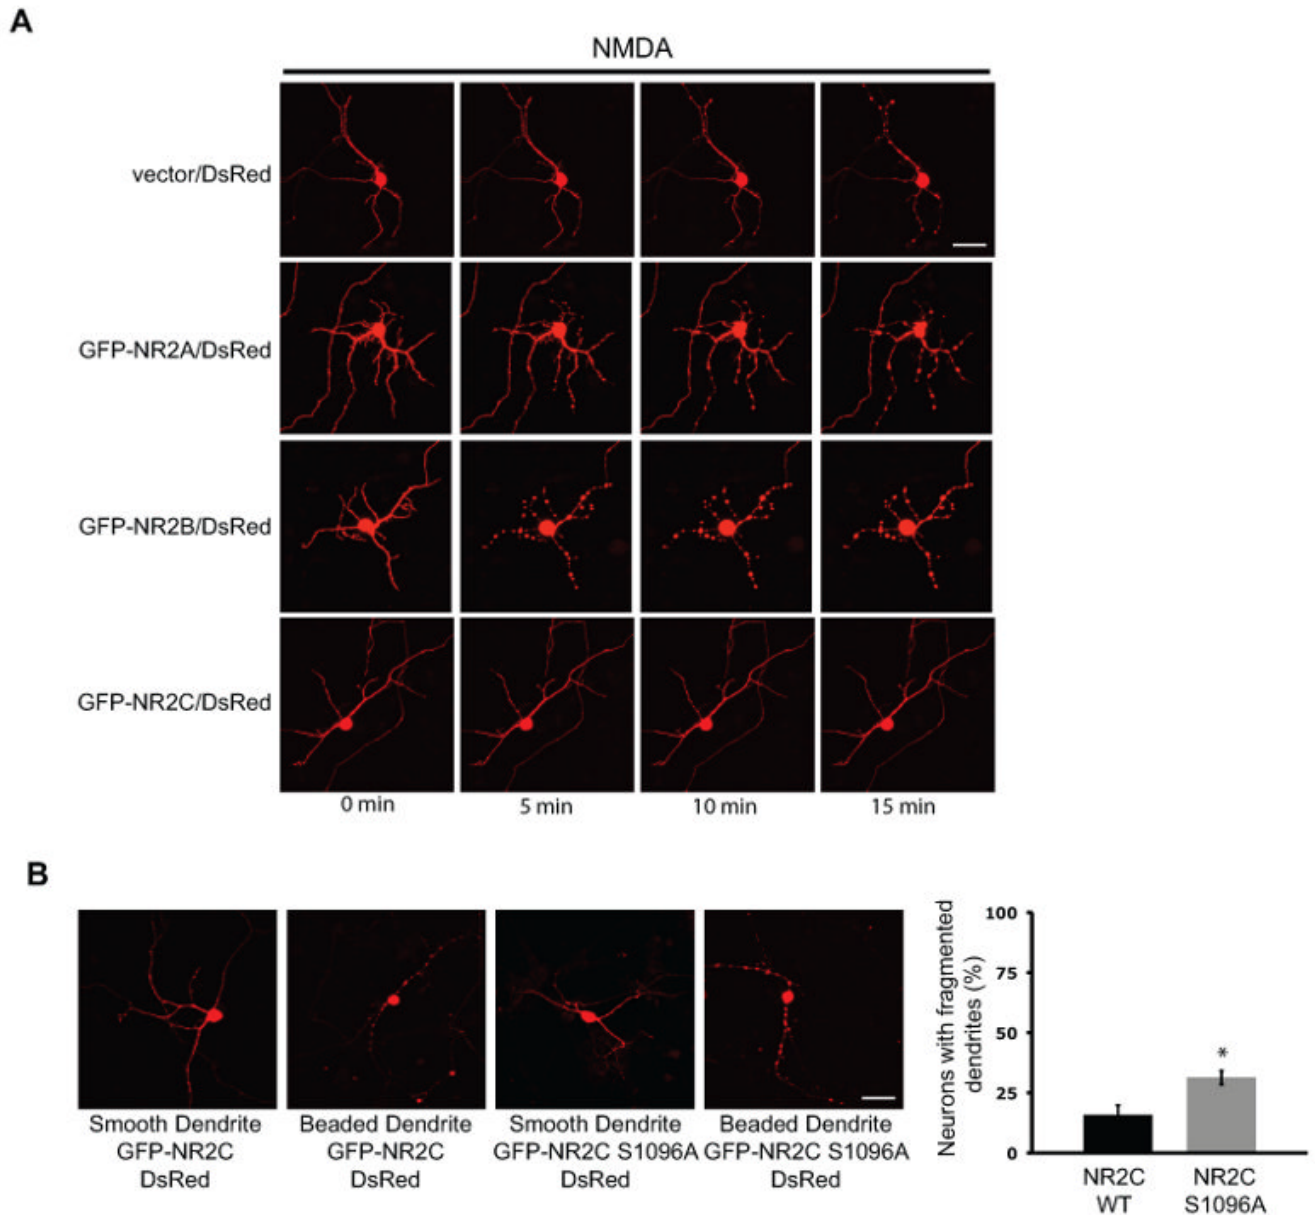 A
NMDA
vector/DsRed
GFP-NR2A/DsRed
GFP-NR2B/DsRed
GFP-NR2C/DsRed
0 min 5 min 10 min 15 min
B
Smooth Dendrite
GFP-NR2C
DsRed
Beaded Dendrite
GFP-NR2C
DsRed
Smooth Dendrite
GFP-NR2C S1096A
DsRed
Beaded Dendrite
GFP-NR2C S1096A
DsRed
Neurons with fragmented
dendrites (%)
100
75
50
25
0
*
NR2C
WT
NR2C
S1096A